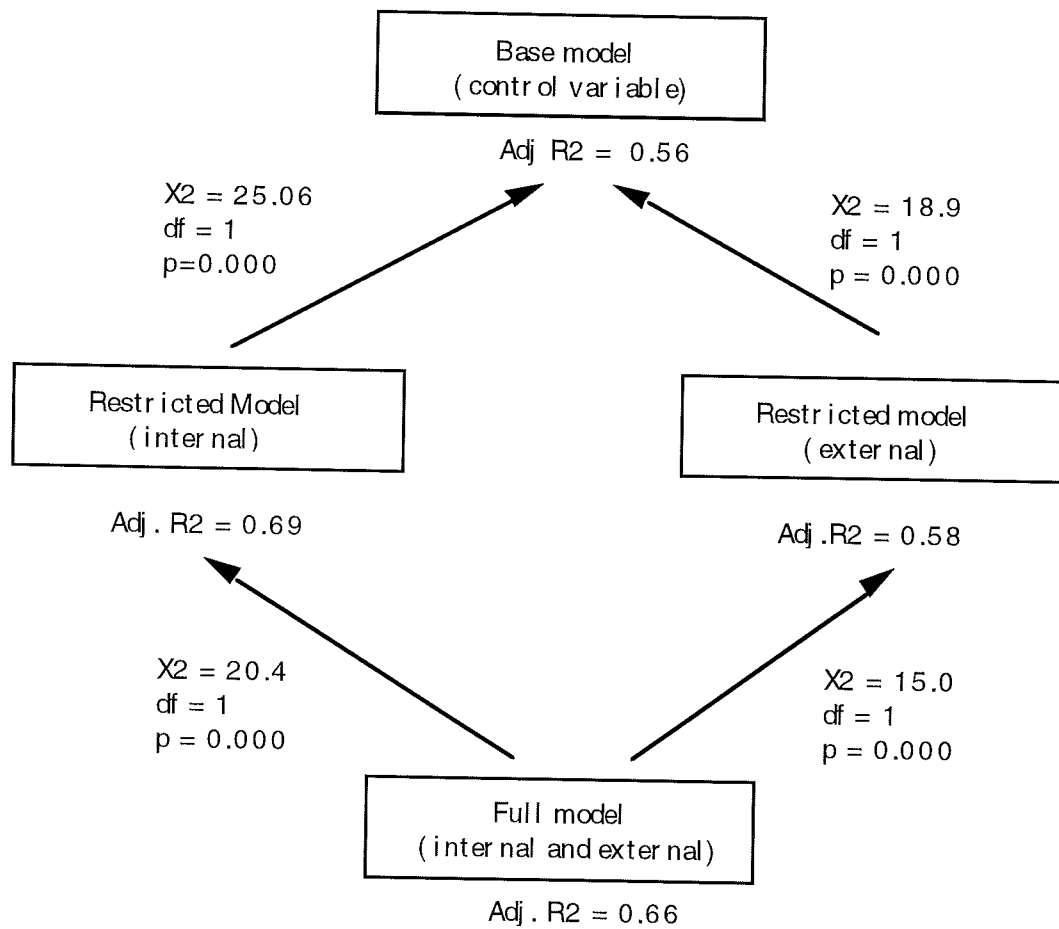 Base model
(control variable)
Adj R2 = 0.56
X2 = 25.06
df = 1
p=0.000
X2 = 18.9
df = 1
p = 0.000
Restricted Model
(internal)
Adj. R2 = 0.69
Restricted model
(external)
Adj.R2 = 0.58
X2 = 20.4
df = 1
p = 0.000
X2 = 15.0
df = 1
p = 0.000
Full model
(internal and external)
Adj. R2 = 0.66